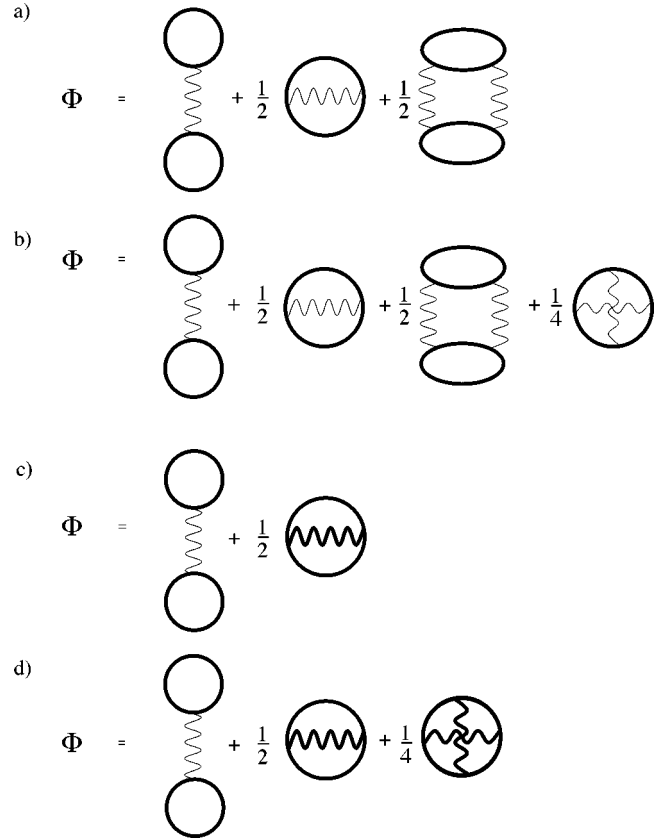 a)
Φ = + 1/2 + 1/2
b)
Φ = + 1/2 + 1/2 + 1/4
c)
Φ = + 1/2
d)
Φ = + 1/2 + 1/4